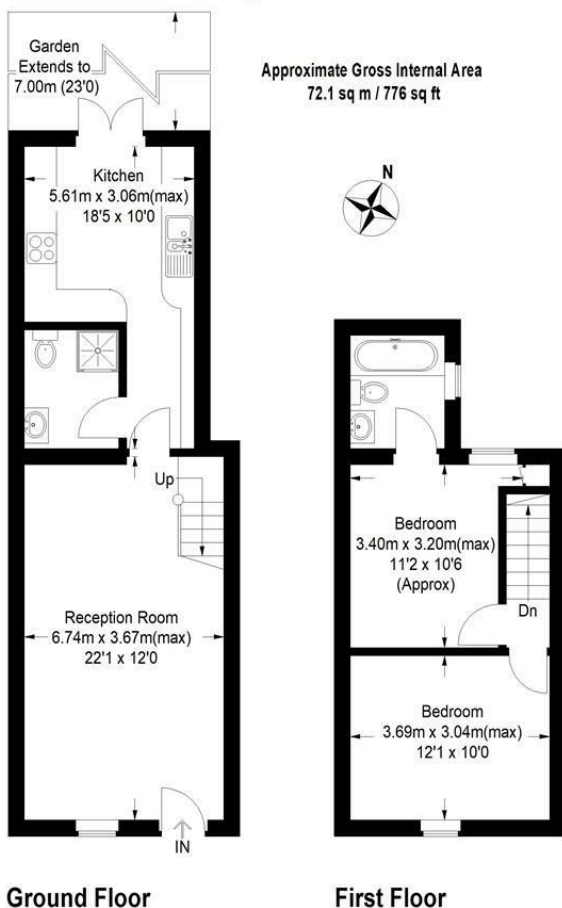 Garden
Extends to
7.00m (23'0)
Approximate Gross Internal Area
72.1 sq m / 776 sq ft
Kitchen
5.61m x 3.06m(max)
18'5 x 10'0
N
Up
Reception Room
6.74m x 3.67m(max)
22'1 x 12'0
IN
Bedroom
3.40m x 3.20m(max)
11'2 x 10'6
(Approx)
Dn
Bedroom
3.69m x 3.04m(max)
12'1 x 10'0
Ground Floor
First Floor